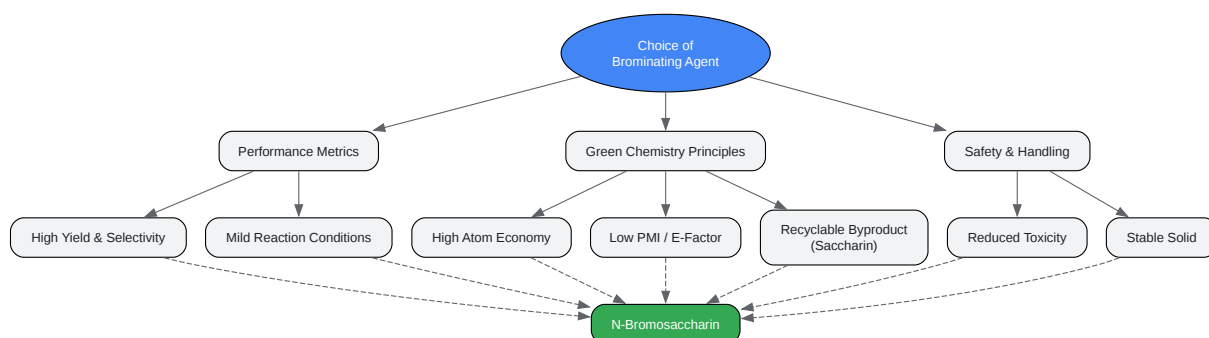 Choice of
Brominating Agent
Performance Metrics
Green Chemistry Principles
Safety & Handling
High Yield & Selectivity
Mild Reaction Conditions
High Atom Economy
Low PMI / E-Factor
Recyclable Byproduct
(Saccharin)
Reduced Toxicity
Stable Solid
N-Bromosaccharin